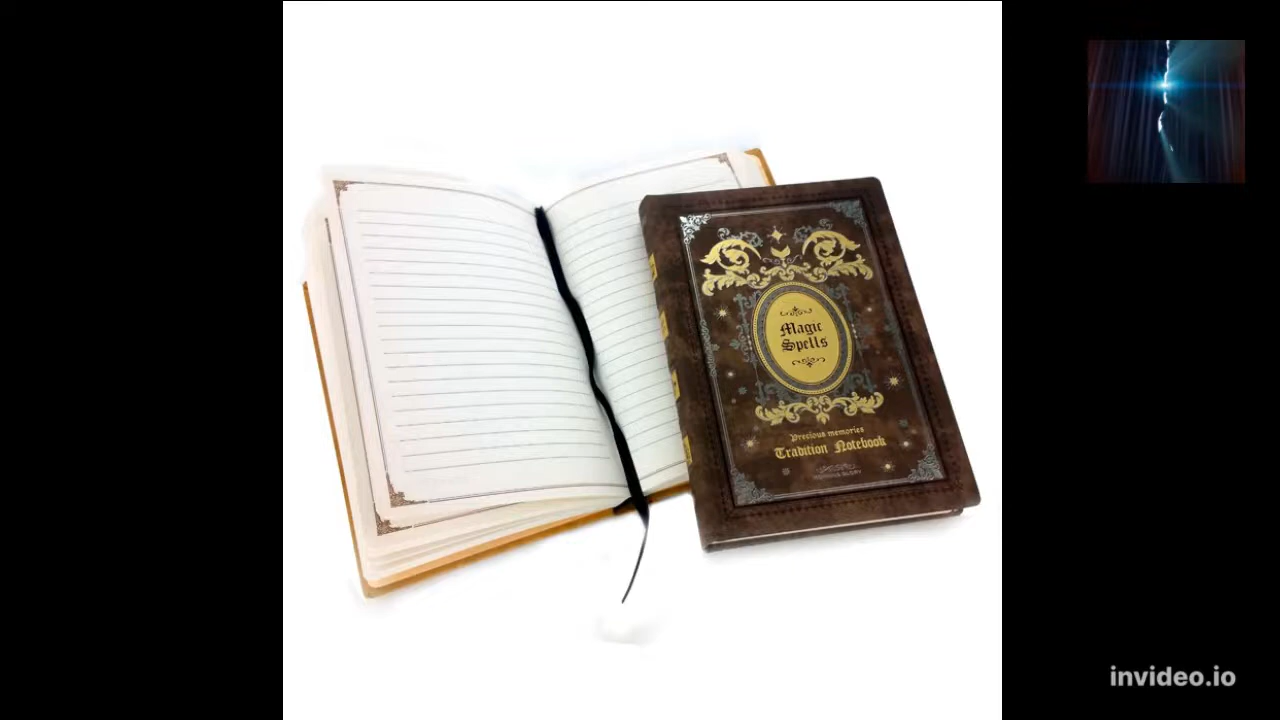 Magic
Spells
Precious memories
Tradition Notebook
invideo.io